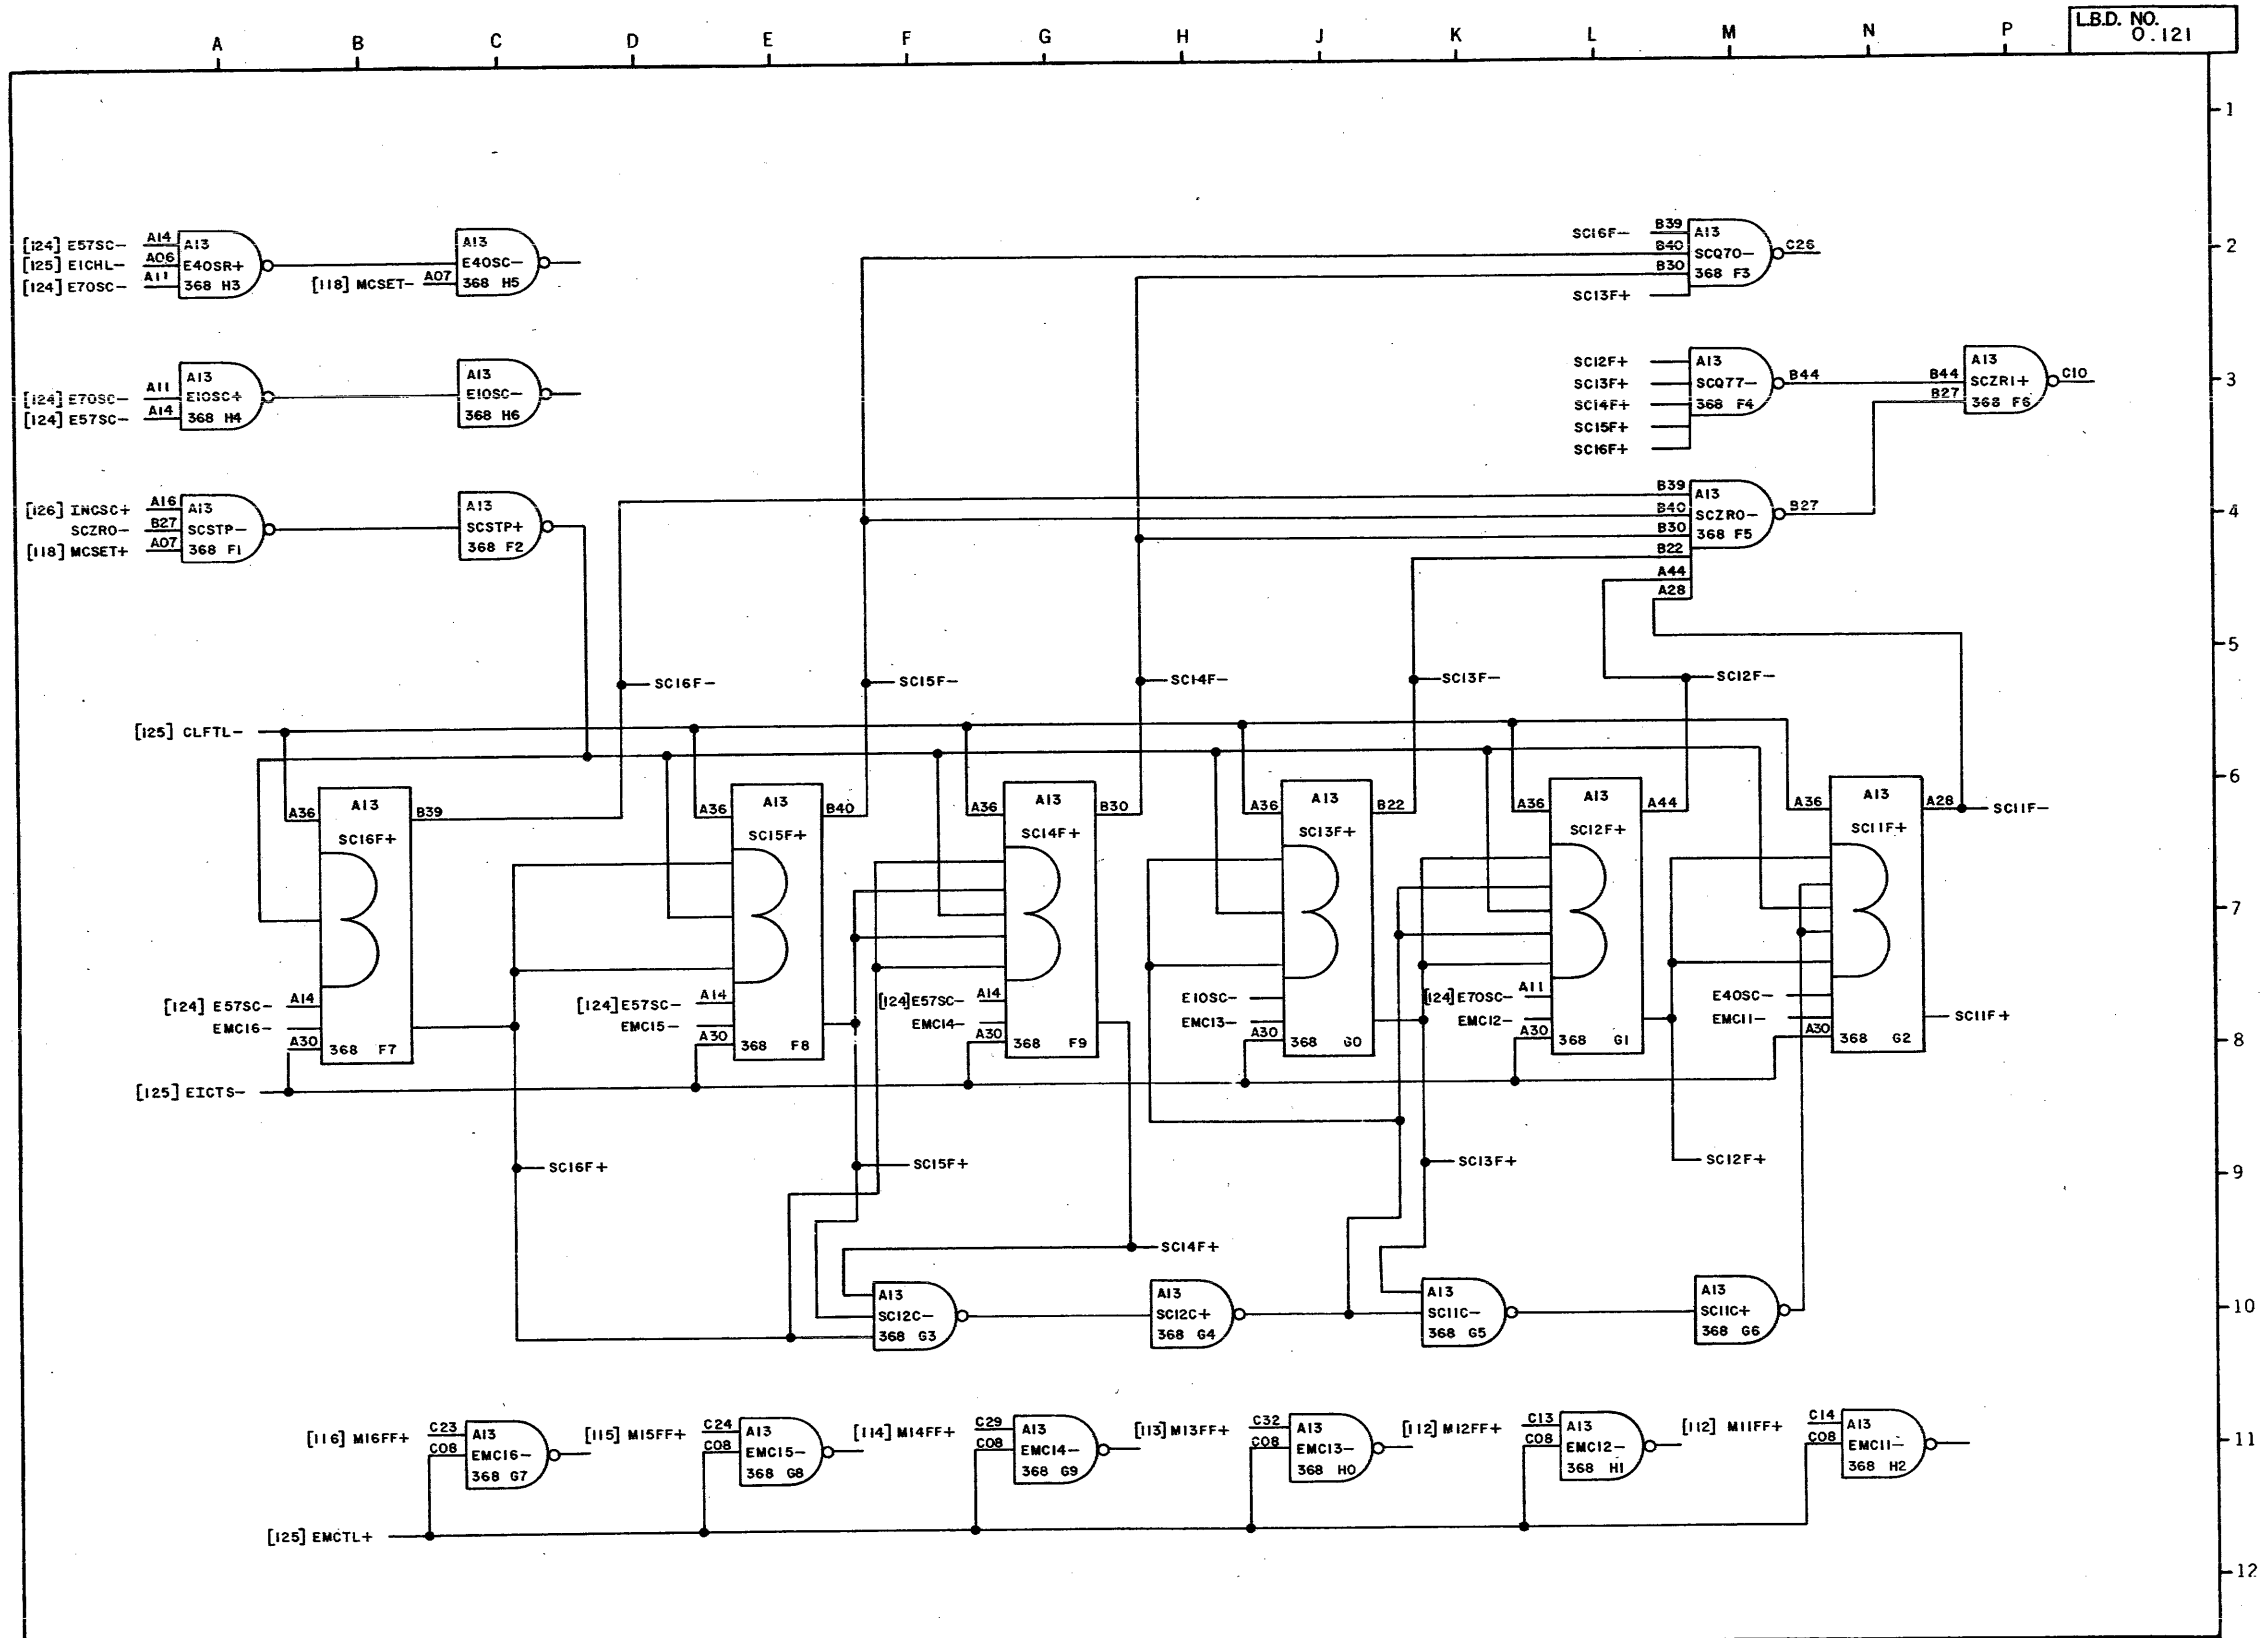 L.B.D. NO.
0.121
A B C D E F G H J K L M N P
1
2
3
4
5
6
7
8
9
10
11
12
[124] E57SC- A14
[125] EICHL- A06
[124] E70SC- A11
A13
E40SR+
368 H3
[118] MCSET- A07
A13
E40SC-
368 H5
SC16F- B39
B40
B30
SC13F+
A13
SCQ70-
368 F3
C26
[124] E70SC- A11
[124] E57SC- A14
A13
E10SC+
368 H4
A13
E10SC-
368 H6
SC12F+
SC13F+
SC14F+
SC15F+
SC16F+
A13
SCQ77-
368 F4
B44
B44
B27
A13
SCZR1+
368 F6
C10
[126] INCSC+ A16
SCZRO- B27
[118] MCSET+ A07
A13
SCSTP-
368 F1
A13
SCSTP+
368 F2
B39
B40
B30
B22
A44
A28
A13
SCZRO-
368 F5
B27
SC16F-
SC15F-
SC14F-
SC13F-
SC12F-
[125] CLFTL-
A36
A13
SC16F+
B39
[124] E57SC- A14
EMC16-
A30
368 F7
A36
A13
SC15F+
B40
[124] E57SC- A14
EMC15-
A30
368 F8
A36
A13
SC14F+
B30
[124] E57SC- A14
EMC14-
A30
368 F9
A36
A13
SC13F+
B22
E10SC-
EMC13-
A30
368 G0
A36
A13
SC12F+
A44
[124] E70SC- A11
EMC12-
A30
368 G1
A36
A13
SC11F+
A28
SC11F-
E40SC-
EMC11-
A30
368 G2
SC11F+
[125] EICTS-
SC16F+
SC15F+
SC13F+
SC12F+
SC14F+
A13
SC12C-
368 G3
A13
SC12C+
368 G4
A13
SC11C-
368 G5
A13
SC11C+
368 G6
[116] M16FF+ C23
C08
A13
EMC16-
368 G7
[115] M15FF+ C24
C08
A13
EMC15-
368 G8
[114] M14FF+ C29
C08
A13
EMC14-
368 G9
[113] M13FF+ C32
C08
A13
EMC13-
368 H0
[112] M12FF+ C13
C08
A13
EMC12-
368 H1
[112] M11FF+ C14
C08
A13
EMC11-
368 H2
[125] EMCTL+